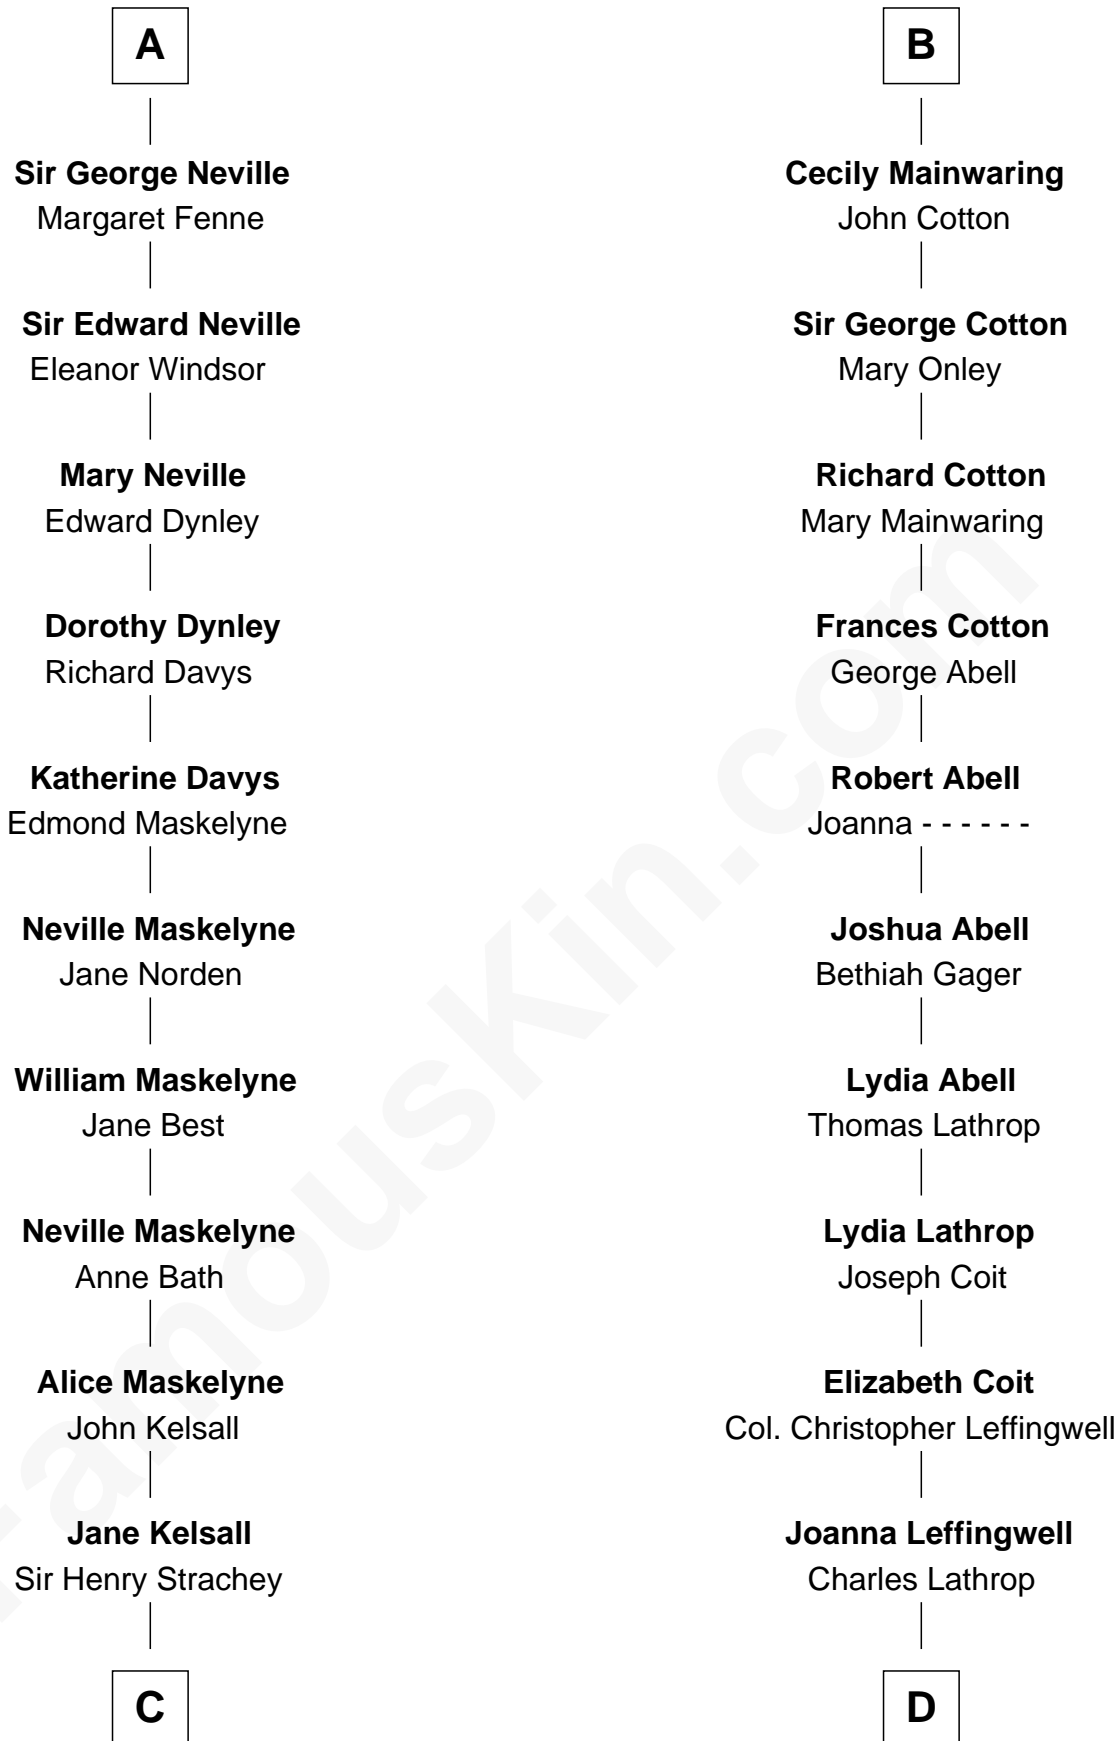 A
Sir George Neville
Margaret Fenne
Sir Edward Neville
Eleanor Windsor
Mary Neville
Edward Dynley
Dorothy Dynley
Richard Davys
Katherine Davys
Edmond Maskelyne
Neville Maskelyne
Jane Norden
William Maskelyne
Jane Best
Neville Maskelyne
Anne Bath
Alice Maskelyne
John Kelsall
Jane Kelsall
Sir Henry Strachey
C
B
Cecily Mainwaring
John Cotton
Sir George Cotton
Mary Onley
Richard Cotton
Mary Mainwaring
Frances Cotton
George Abell
Robert Abell
Joanna - - - - - -
Joshua Abell
Bethiah Gager
Lydia Abell
Thomas Lathrop
Lydia Lathrop
Joseph Coit
Elizabeth Coit
Col. Christopher Leffingwell
Joanna Leffingwell
Charles Lathrop
D
FamousKin.com